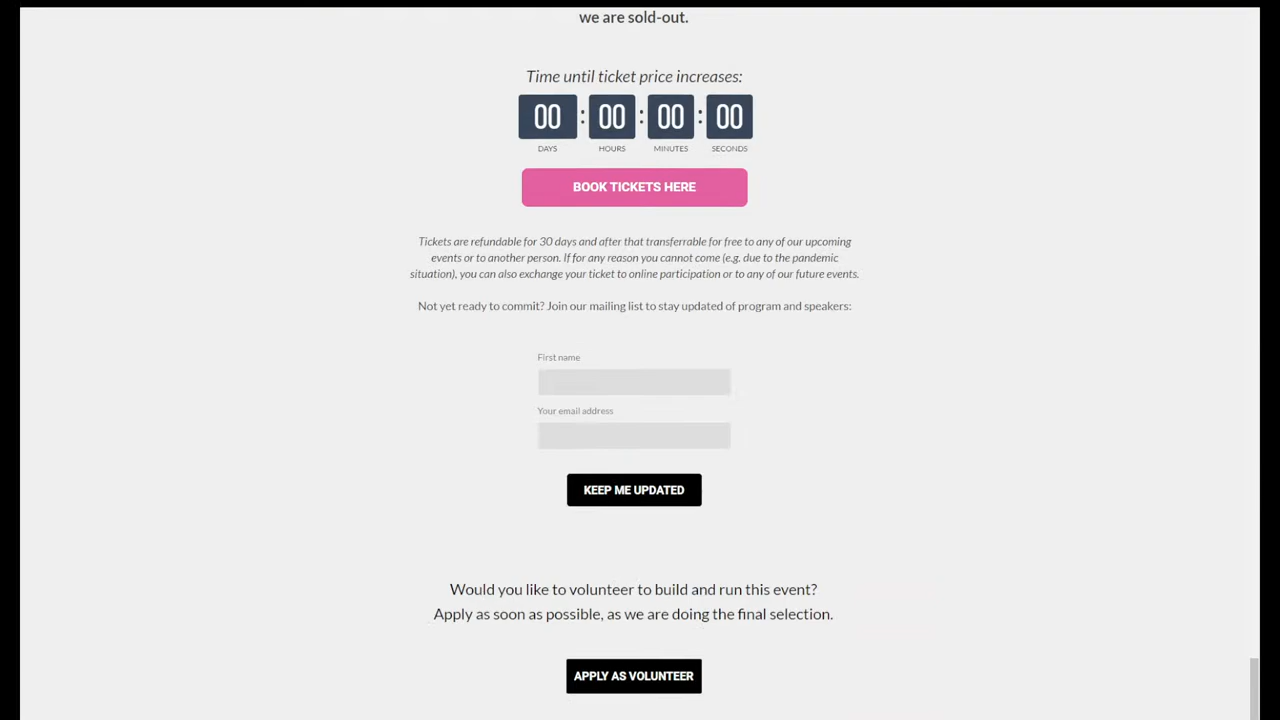 we are sold-out.
Time until ticket price increases:
00 : 00 : 00 : 00
DAYS HOURS MINUTES SECONDS
BOOK TICKETS HERE
Tickets are refundable for 30 days and after that transferrable for free to any of our upcoming
events or to another person. If for any reason you cannot come (e.g. due to the pandemic
situation), you can also exchange your ticket to online participation or to any of our future events.
Not yet ready to commit? Join our mailing list to stay updated of program and speakers:
First name
Your email address
KEEP ME UPDATED
Would you like to volunteer to build and run this event?
Apply as soon as possible, as we are doing the final selection.
APPLY AS VOLUNTEER